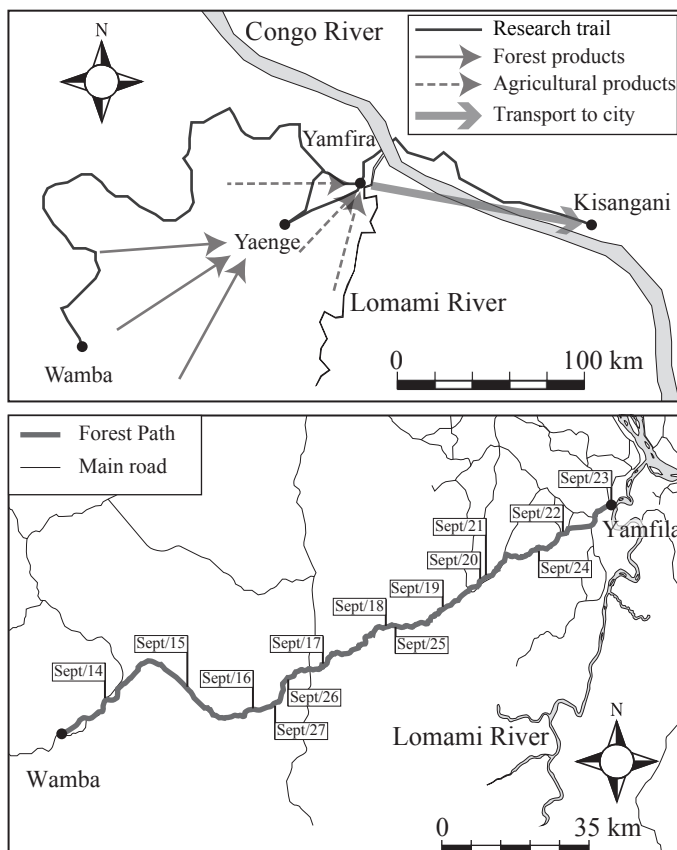 Congo River
Research trail
Forest products
Agricultural products
Transport to city
N
Yamfira
Kisangani
Yaenge
Lomami River
Wamba
0
100 km
Forest Path
Main road
Sept/23
Sept/22
Yamfila
Sept/21
Sept/20
Sept/24
Sept/19
Sept/18
Sept/25
Sept/17
Sept/15
Sept/14
Sept/16
Sept/26
Sept/27
N
Lomami River
Wamba
0
35 km